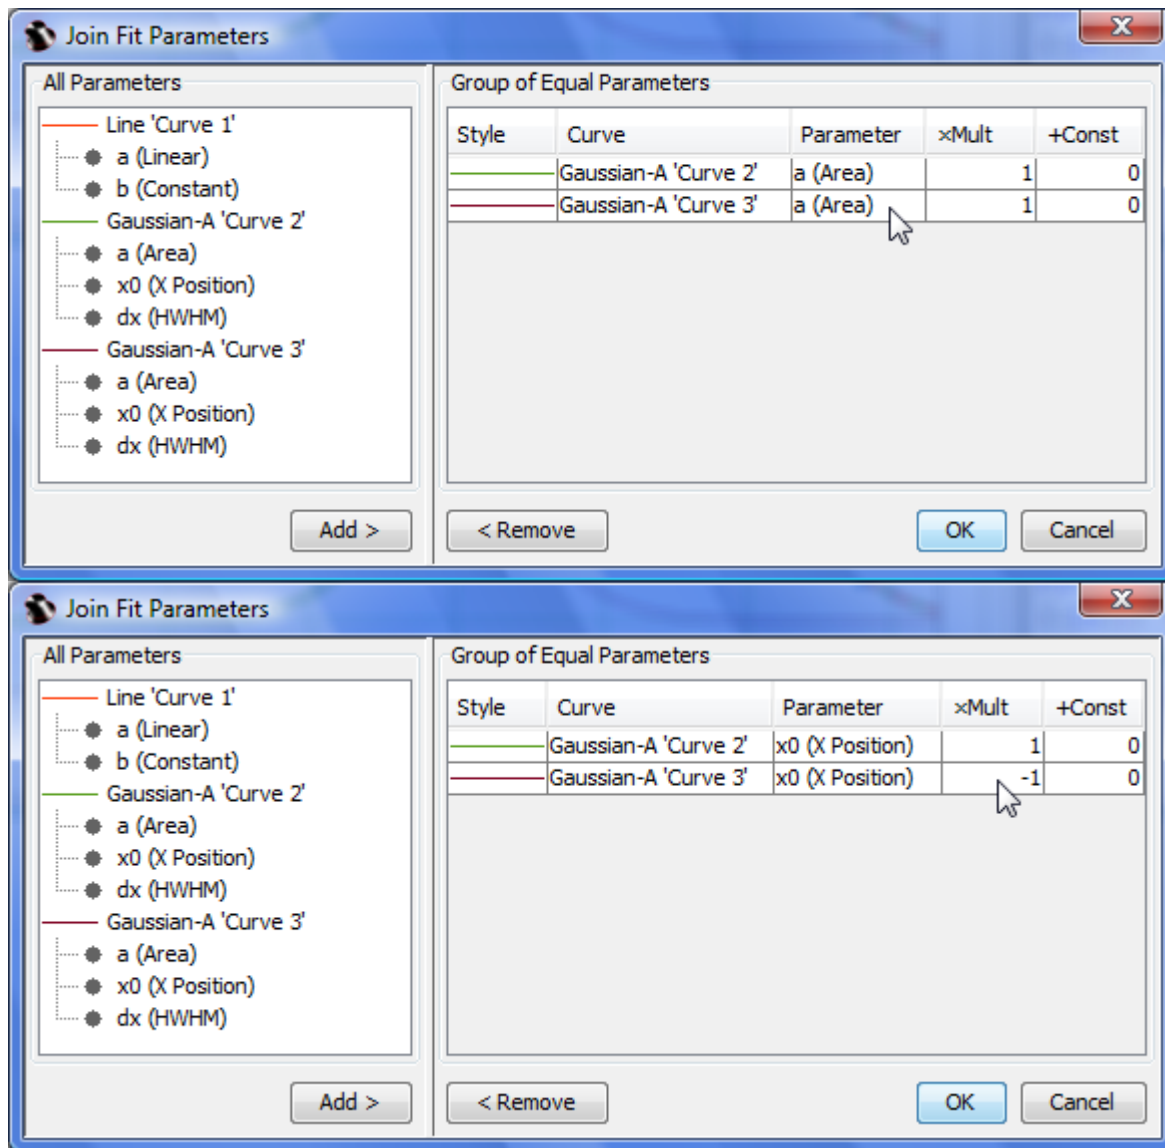 Join Fit Parameters
All Parameters
Line 'Curve 1'
a (Linear)
b (Constant)
Gaussian-A 'Curve 2'
a (Area)
x0 (X Position)
dx (HWHM)
Gaussian-A 'Curve 3'
a (Area)
x0 (X Position)
dx (HWHM)
Add >
Group of Equal Parameters
Style Curve Parameter ×Mult +Const
Gaussian-A 'Curve 2' a (Area) 1 0
Gaussian-A 'Curve 3' a (Area) 1 0
< Remove OK Cancel
Join Fit Parameters
All Parameters
Line 'Curve 1'
a (Linear)
b (Constant)
Gaussian-A 'Curve 2'
a (Area)
x0 (X Position)
dx (HWHM)
Gaussian-A 'Curve 3'
a (Area)
x0 (X Position)
dx (HWHM)
Add >
Group of Equal Parameters
Style Curve Parameter ×Mult +Const
Gaussian-A 'Curve 2' x0 (X Position) 1 0
Gaussian-A 'Curve 3' x0 (X Position) -1 0
< Remove OK Cancel